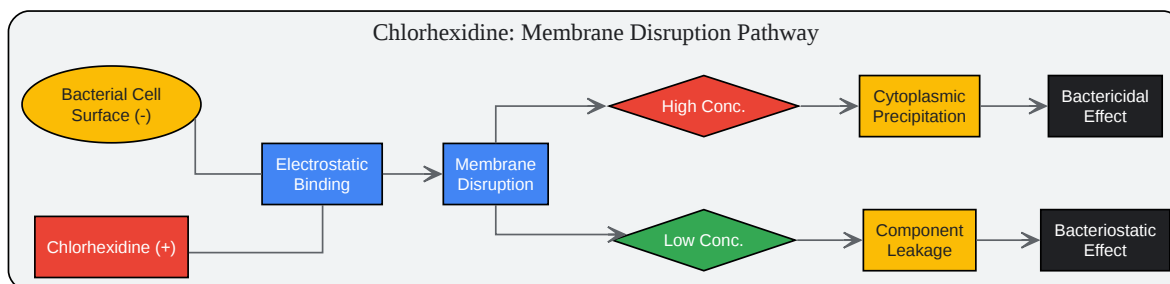 Chlorhexidine: Membrane Disruption Pathway
Bacterial Cell
Surface (-)
Chlorhexidine (+)
Electrostatic
Binding
Membrane
Disruption
High Conc.
Cytoplasmic
Precipitation
Bactericidal
Effect
Low Conc.
Component
Leakage
Bacteriostatic
Effect